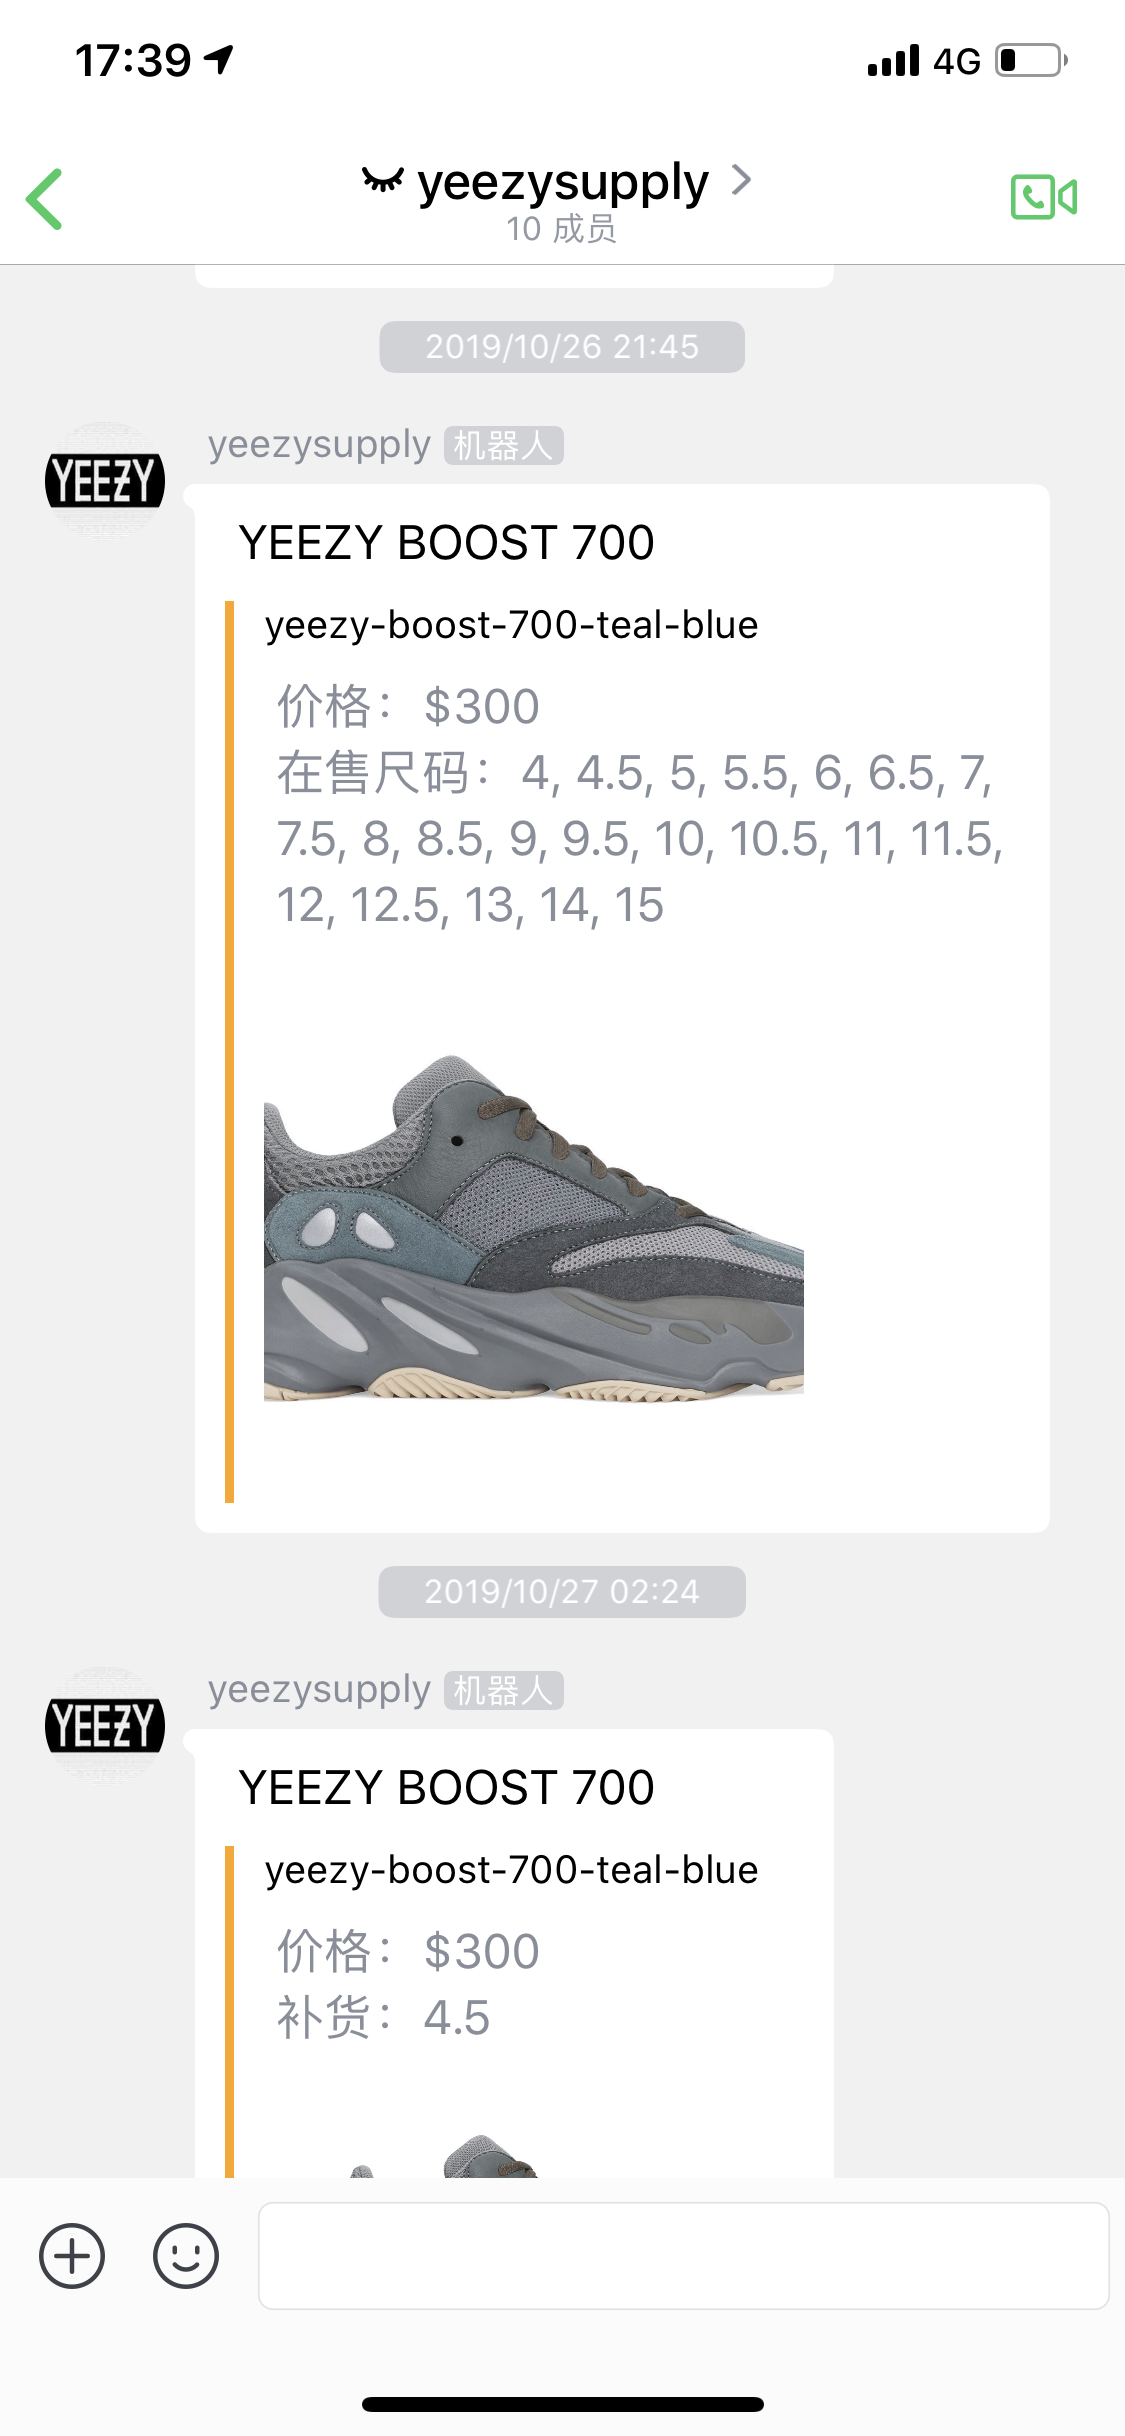 17:39
4G
yeezysupply
10 成员
2019/10/26 21:45
yeezysupply 机器人
YEEZY
YEEZY BOOST 700
yeezy-boost-700-teal-blue
价格：$300
在售尺码：4, 4.5, 5, 5.5, 6, 6.5, 7,
7.5, 8, 8.5, 9, 9.5, 10, 10.5, 11, 11.5,
12, 12.5, 13, 14, 15
2019/10/27 02:24
yeezysupply 机器人
YEEZY
YEEZY BOOST 700
yeezy-boost-700-teal-blue
价格：$300
补货：4.5